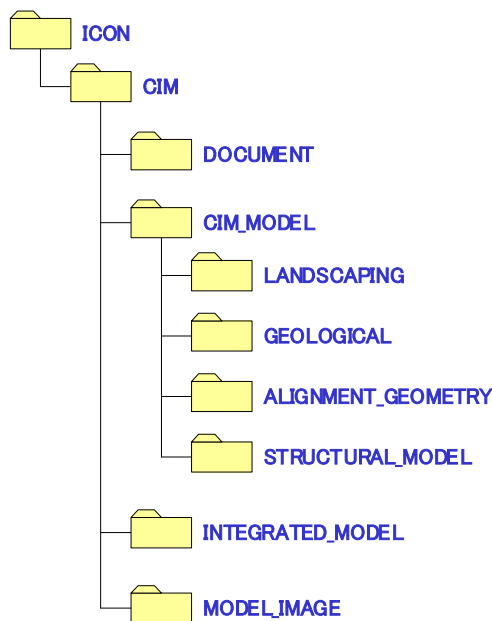 ICON
CIM
DOCUMENT
CIM_MODEL
LANDSCAPING
GEOLOGICAL
ALIGNMENT_GEOMETRY
STRUCTURAL_MODEL
INTEGRATED_MODEL
MODEL_IMAGE